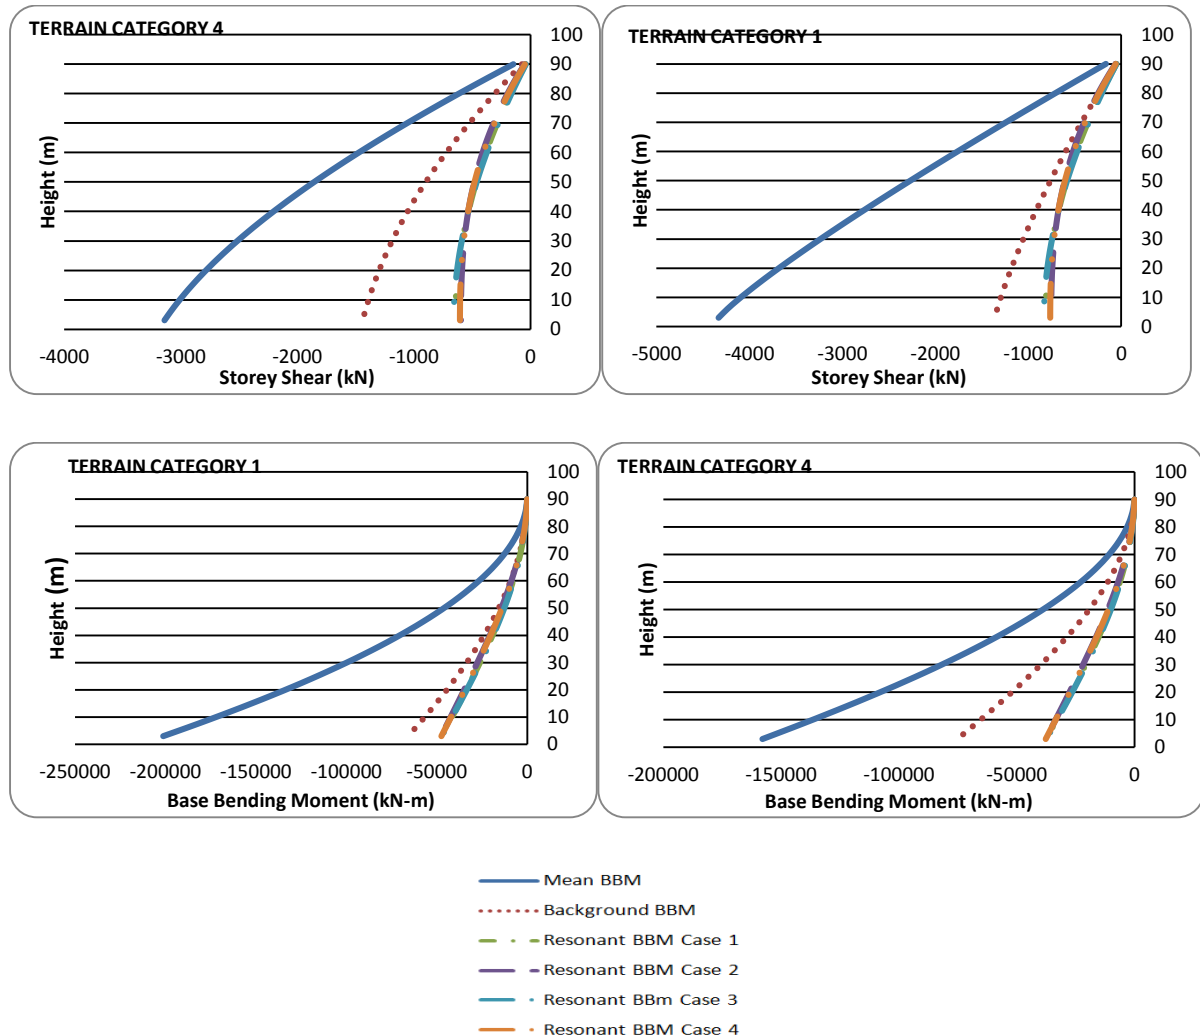 TERRAIN CATEGORY 4
100
90
80
70
60
50
40
30
20
10
0
Height (m)
-4000 -3000 -2000 -1000 0
Storey Shear (kN)
TERRAIN CATEGORY 1
100
90
80
70
60
50
40
30
20
10
0
Height (m)
-5000 -4000 -3000 -2000 -1000 0
Storey Shear (kN)
TERRAIN CATEGORY 1
100
90
80
70
60
50
40
30
20
10
0
Height (m)
-250000 -200000 -150000 -100000 -50000 0
Base Bending Moment (kN-m)
TERRAIN CATEGORY 4
100
90
80
70
60
50
40
30
20
10
0
Height (m)
-200000 -150000 -100000 -50000 0
Base Bending Moment (kN-m)
Mean BBM
Background BBM
Resonant BBM Case 1
Resonant BBM Case 2
Resonant BBm Case 3
Resonant BBM Case 4